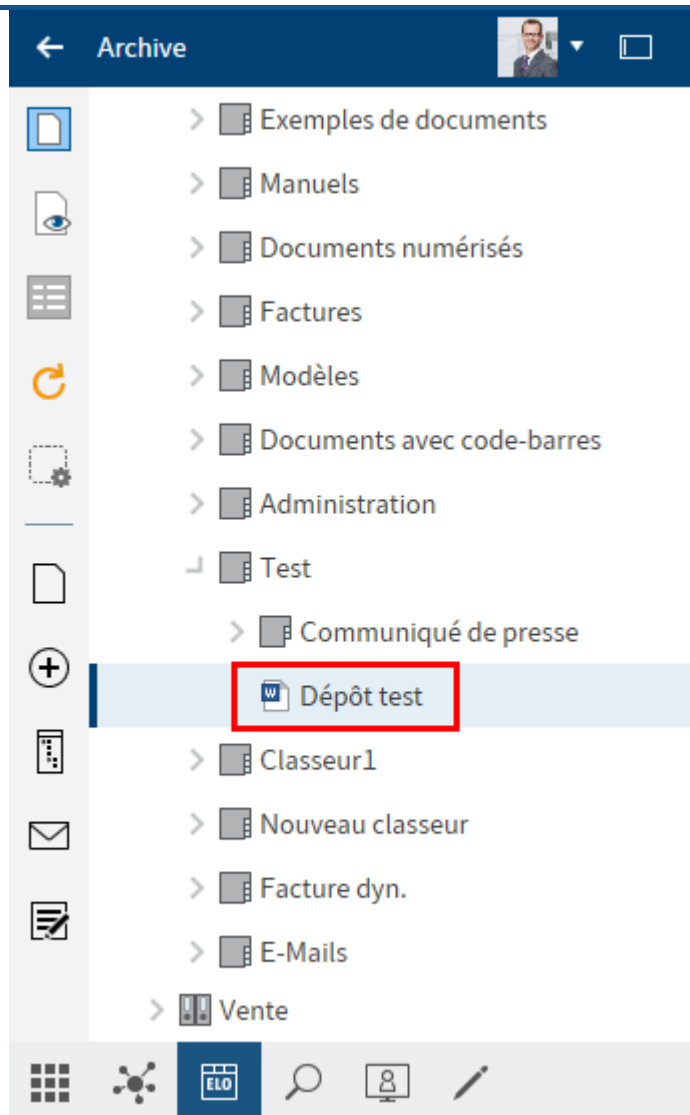 Archive
Exemples de documents
Manuels
Documents numérisés
Factures
Modèles
Documents avec code-barres
Administration
Test
Communiqué de presse
W
Dépôt test
Classeur1
Nouveau classeur
Facture dyn.
E-Mails
Vente
ELO